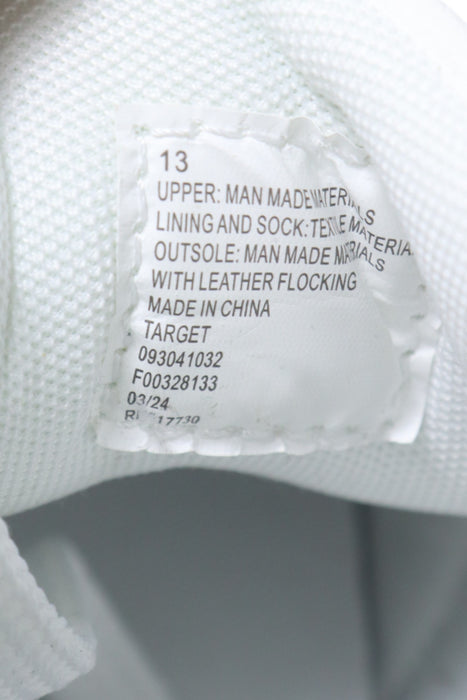 13
UPPER: MAN MADE MATERIALS
LINING AND SOCK: TEXTILE MATERIA
OUTSOLE: MAN MADE MATERIALS
WITH LEATHER FLOCKING
MADE IN CHINA
TARGET
093041032
F00328133
03/24